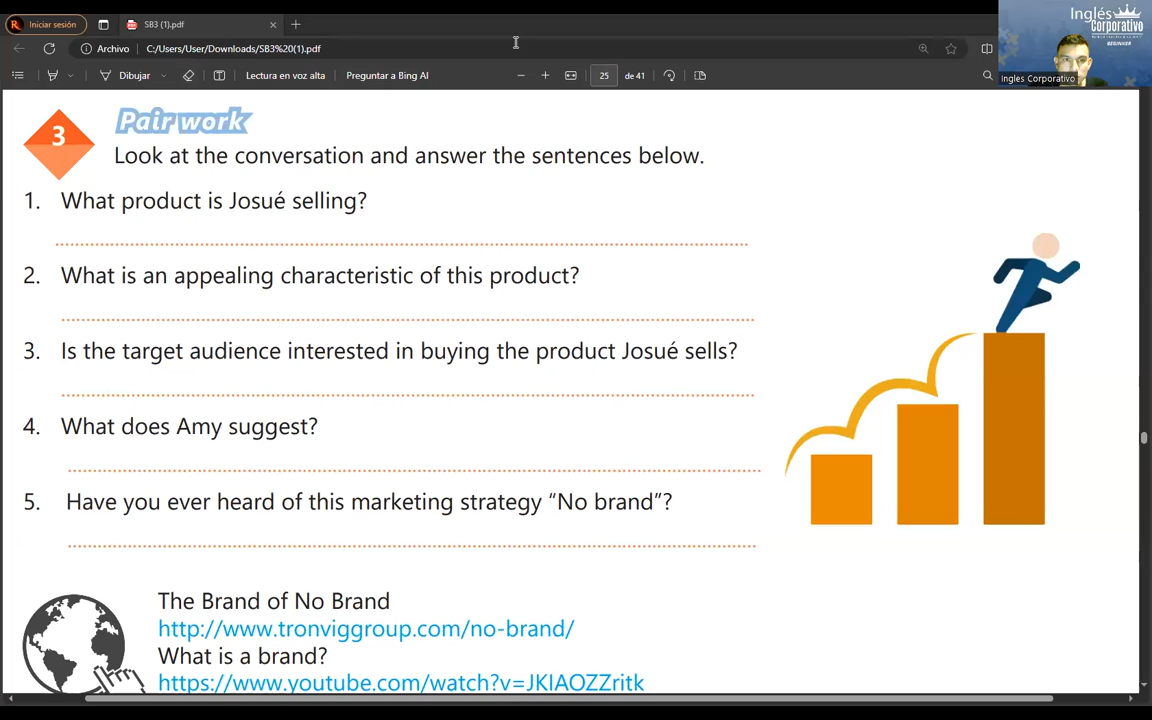 Iniciar sesión
SB3 (1).pdf
Archivo C:/Users/User/Downloads/SB3%20(1).pdf
Dibujar Lectura en voz alta Preguntar a Bing AI 25 de 41
Inglés
Corporativo
BEGINNER
Ingles Corporativo
3 Pair work
Look at the conversation and answer the sentences below.
1. What product is Josué selling?
2. What is an appealing characteristic of this product?
3. Is the target audience interested in buying the product Josué sells?
4. What does Amy suggest?
5. Have you ever heard of this marketing strategy “No brand”?
The Brand of No Brand
http://www.tronviggroup.com/no-brand/
What is a brand?
https://www.youtube.com/watch?v=JKIAOZZritk